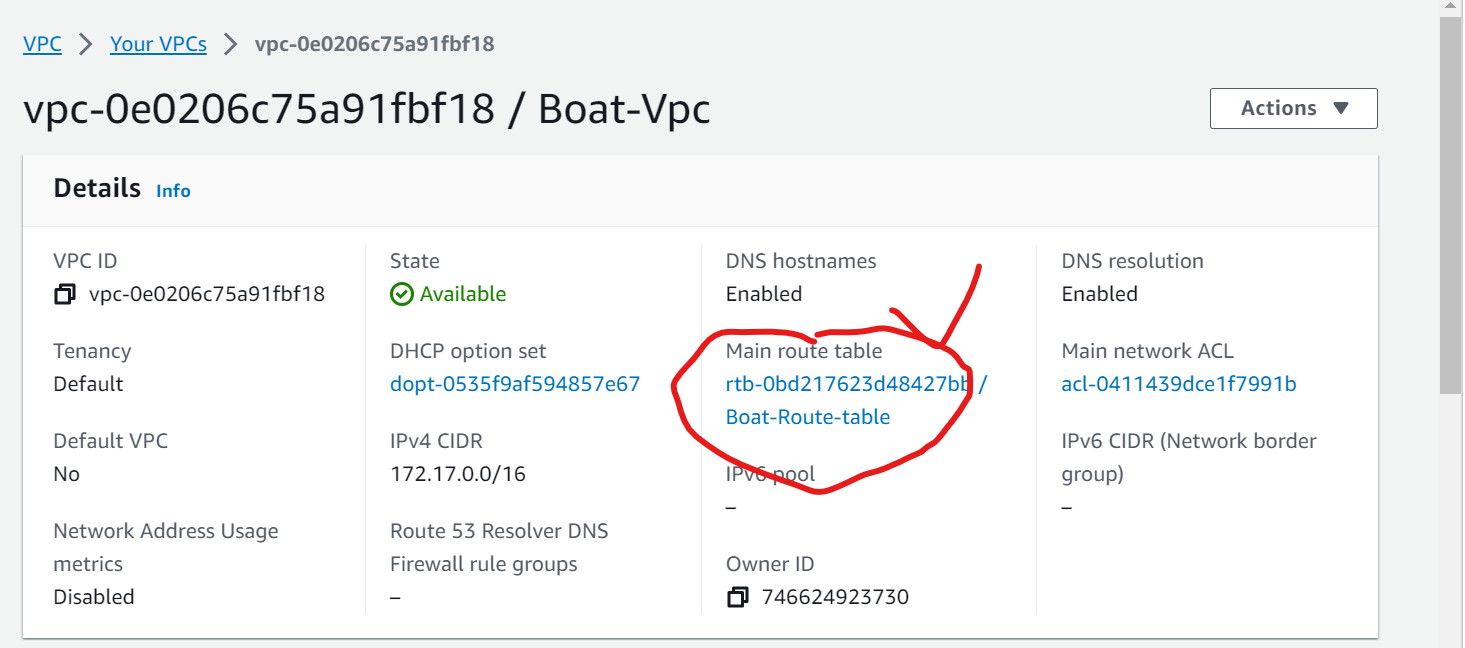 VPC > Your VPCs > vpc-0e0206c75a91fbf18
vpc-0e0206c75a91fbf18 / Boat-Vpc
Actions ▼
Details Info
VPC ID
vpc-0e0206c75a91fbf18
State
Available
DNS hostnames
Enabled
DNS resolution
Enabled
Tenancy
Default
DHCP option set
dopt-0535f9af594857e67
Main route table
rtb-0bd217623d48427bb /
Boat-Route-table
Main network ACL
acl-0411439dce1f7991b
Default VPC
No
IPv4 CIDR
172.17.0.0/16
IPv6 pool
–
IPv6 CIDR (Network border
group)
–
Network Address Usage
metrics
Disabled
Route 53 Resolver DNS
Firewall rule groups
–
Owner ID
746624923730